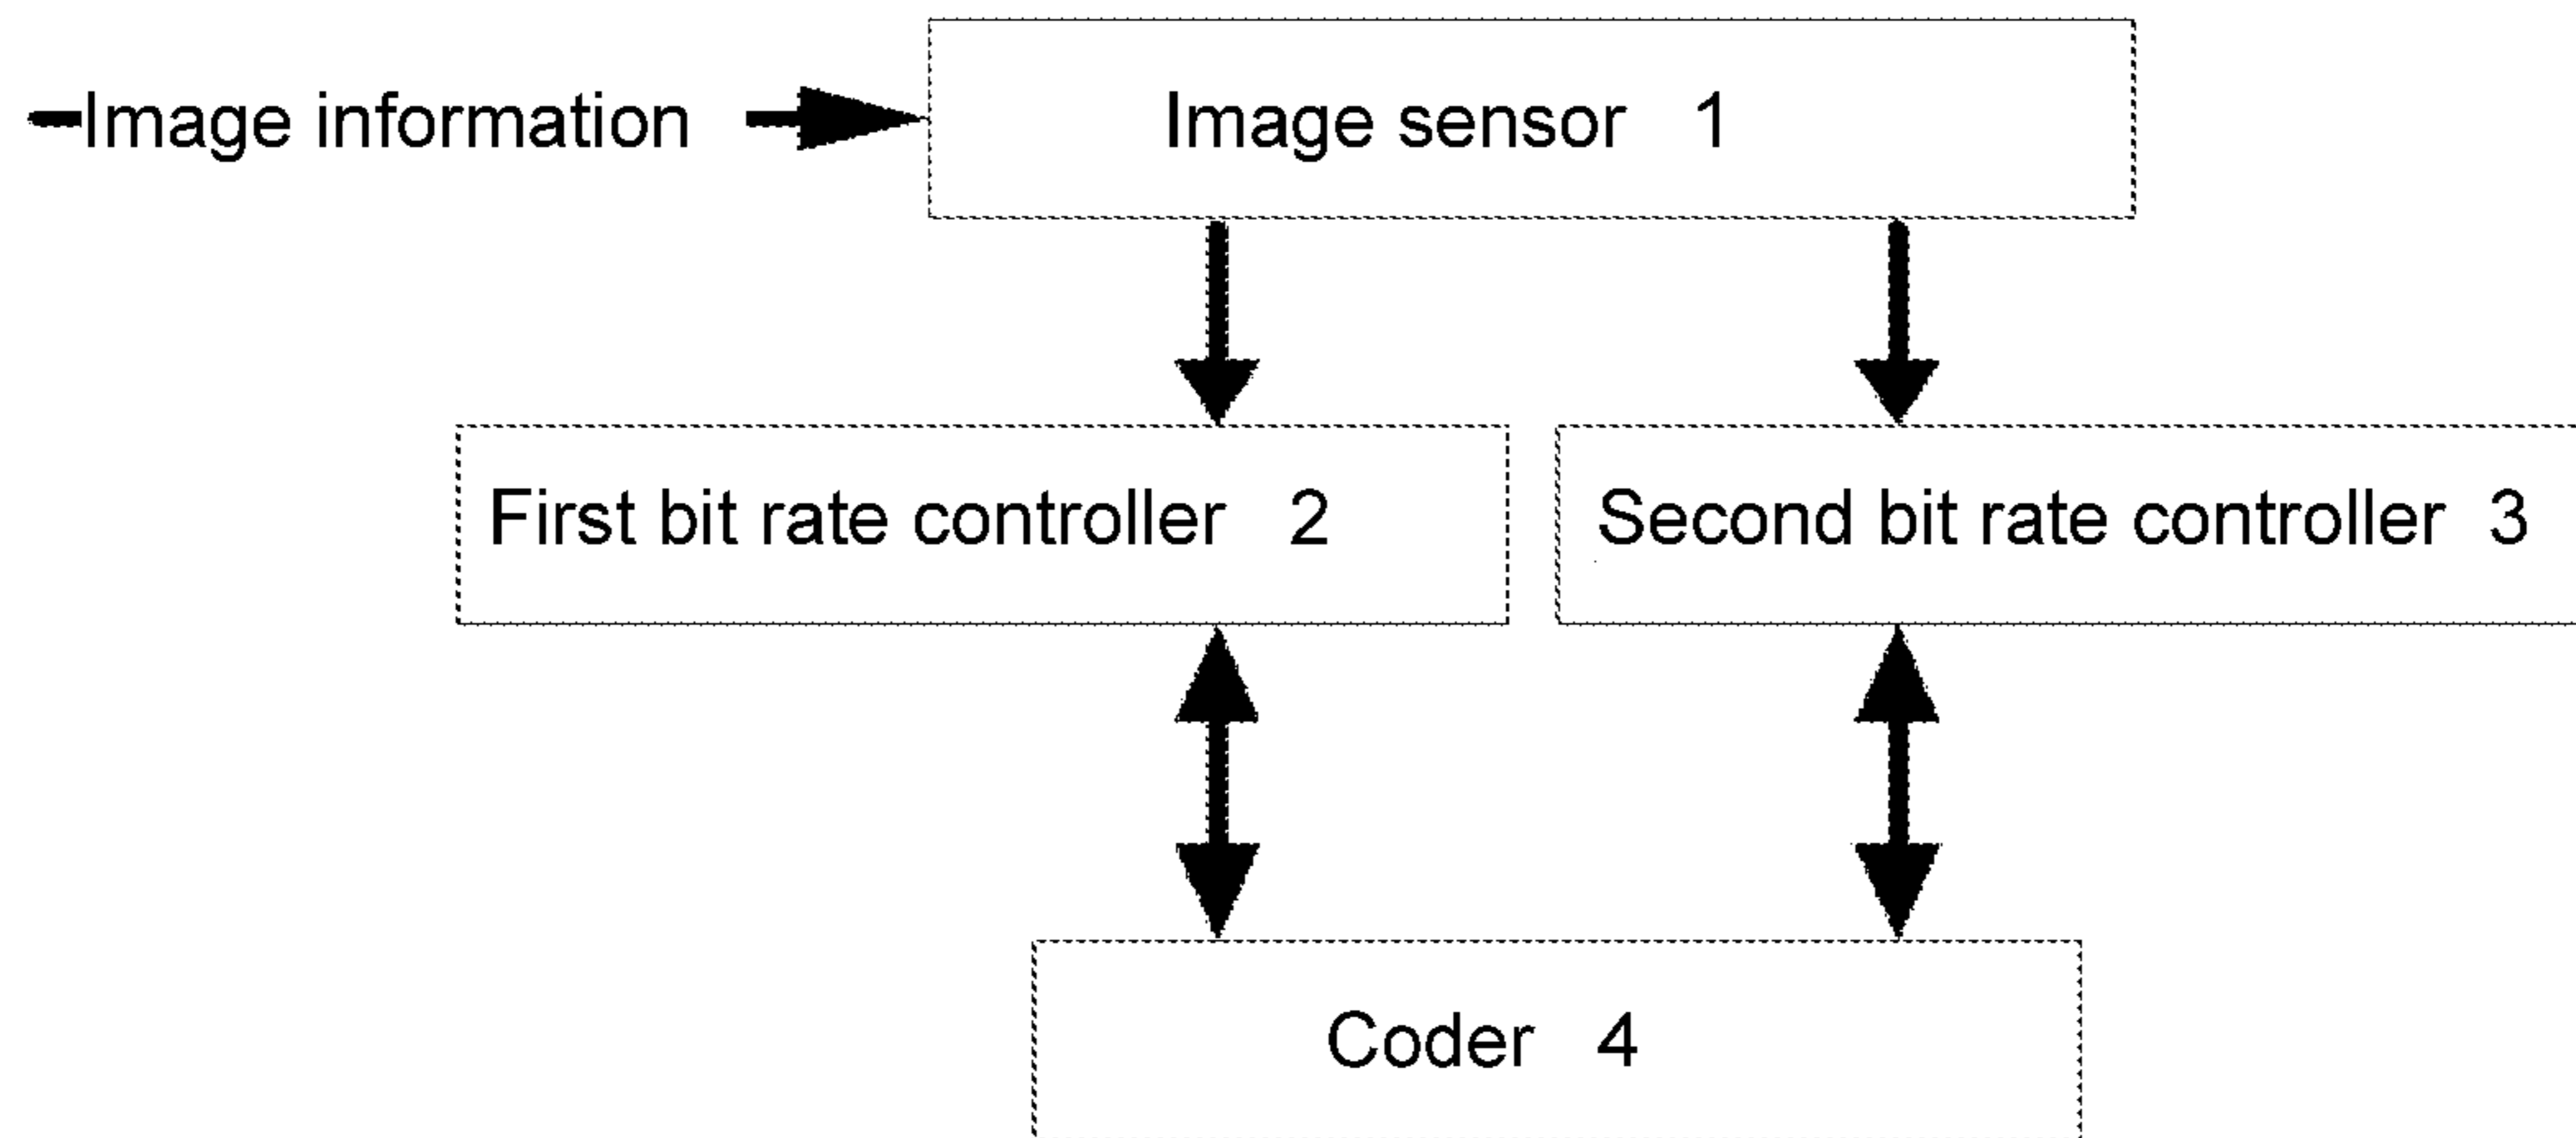 Image information
Image sensor 1
First bit rate controller 2
Second bit rate controller 3
Coder 4